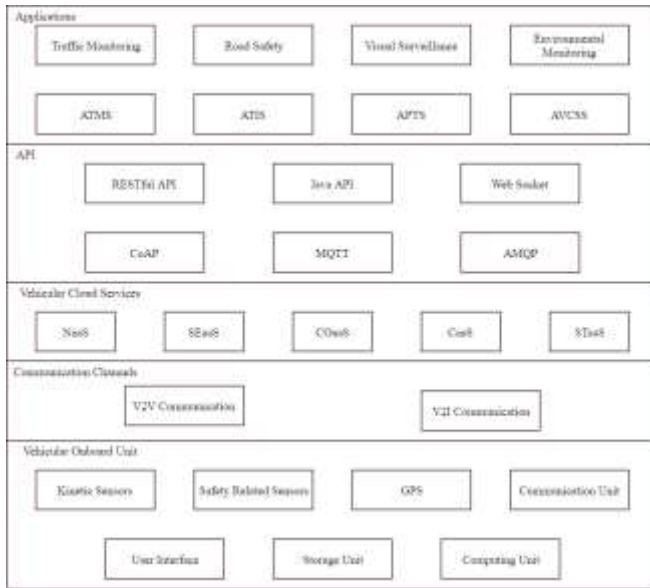 Applications
Traffic Monitoring
Road Safety
Visual Surveillance
Environmental
Monitoring
ATMS
ATIS
APTS
AVCSS
API
RESTful API
Java API
Web Socket
CoAP
MQTT
AMQP
Vehicular Cloud Services
NaaS
SEaaS
COaaS
CaaS
STaaS
Communication Channels
V2V Communication
V2I Communication
Vehicular Onboard Unit
Kinetic Sensors
Safety Related Sensors
GPS
Communication Unit
User Interface
Storage Unit
Computing Unit